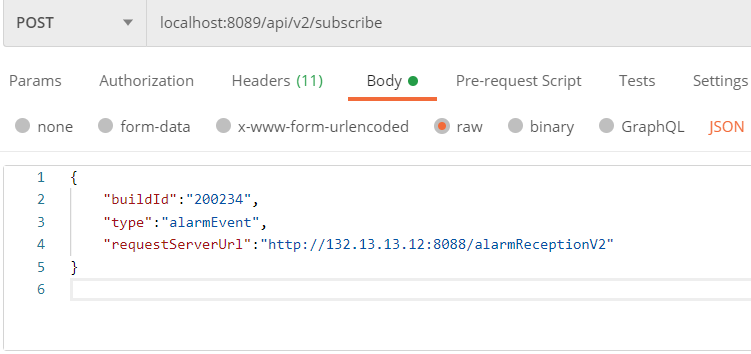 POST localhost:8089/api/v2/subscribe
Params Authorization Headers (11) Body Pre-request Script Tests Settings
none form-data x-www-form-urlencoded raw binary GraphQL JSON
1 {
2 "buildId":"200234",
3 "type":"alarmEvent",
4 "requestServerUrl":"http://132.13.13.12:8088/alarmReceptionV2"
5 }
6